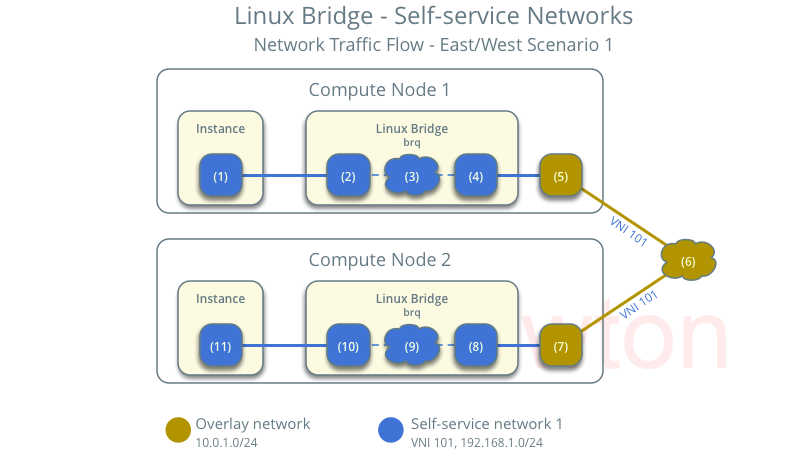 Linux Bridge - Self-service Networks
Network Traffic Flow - East/West Scenario 1
Compute Node 1
Instance
Linux Bridge
brq
(1)
(2)
(3)
(4)
(5)
VNI 101
(6)
Compute Node 2
Instance
Linux Bridge
brq
VNI 101
(11)
(10)
(9)
(8)
(7)
wton
Overlay network
10.0.1.0/24
Self-service network 1
VNI 101, 192.168.1.0/24